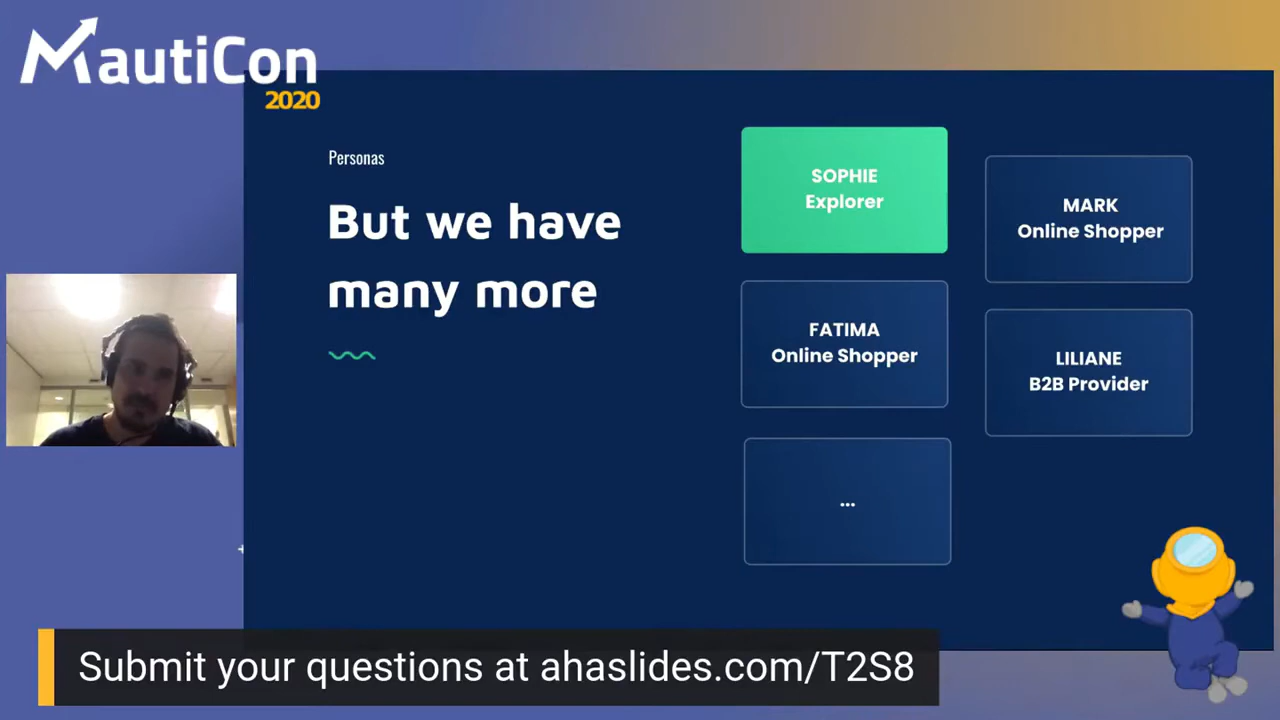 MautiCon
2020
Personas
But we have
many more
SOPHIE
Explorer
MARK
Online Shopper
FATIMA
Online Shopper
LILIANE
B2B Provider
...
Submit your questions at ahaslides.com/T2S8